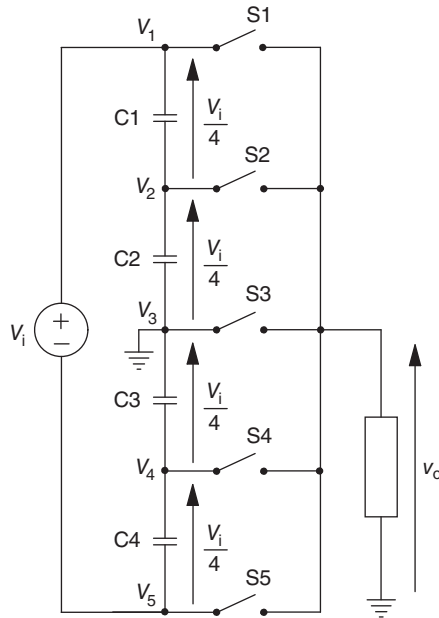 V1 S1
C1 Vi/4
V2 S2
C2 Vi/4
Vi + −
V3 S3
C3 Vi/4
V4 S4
vo
C4 Vi/4
V5 S5